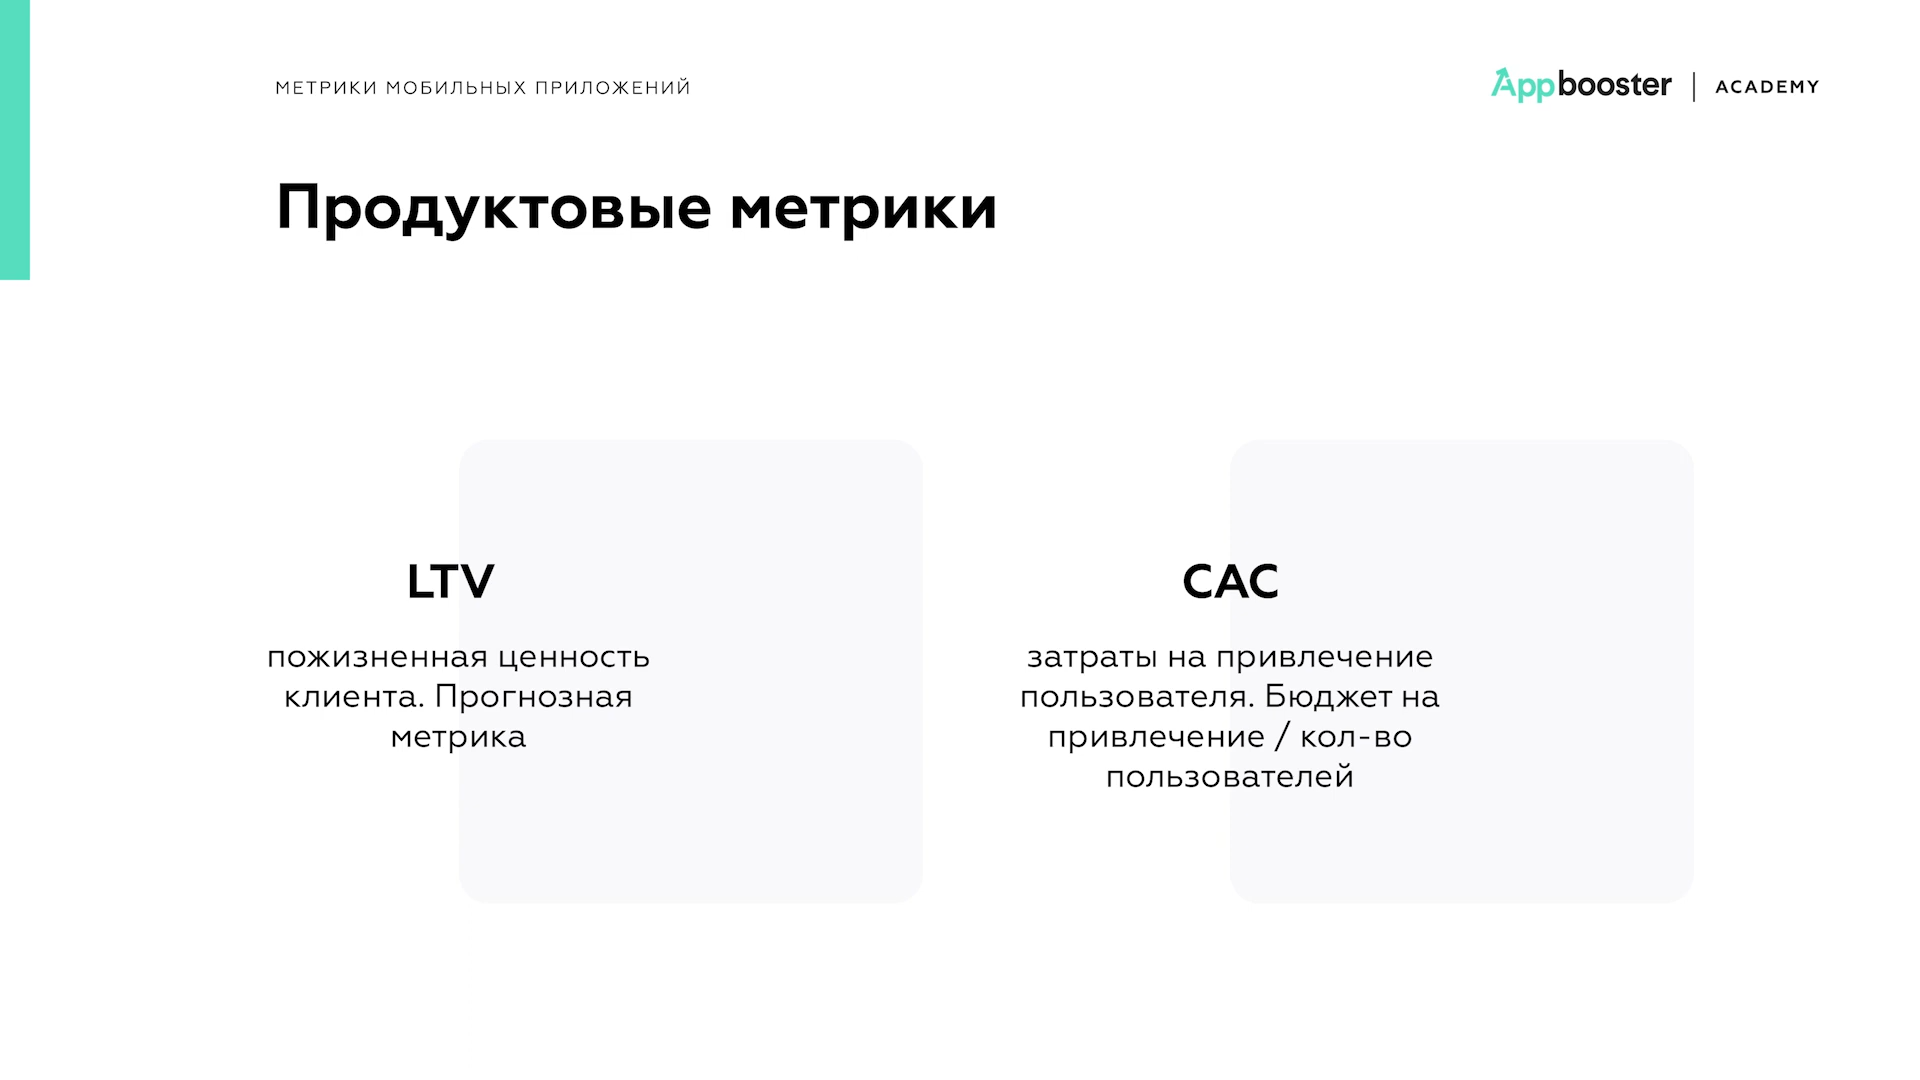 МЕТРИКИ МОБИЛЬНЫХ ПРИЛОЖЕНИЙ
Appbooster | ACADEMY
Продуктовые метрики
LTV
пожизненная ценность
клиента. Прогнозная
метрика
CAC
затраты на привлечение
пользователя. Бюджет на
привлечение / кол-во
пользователей